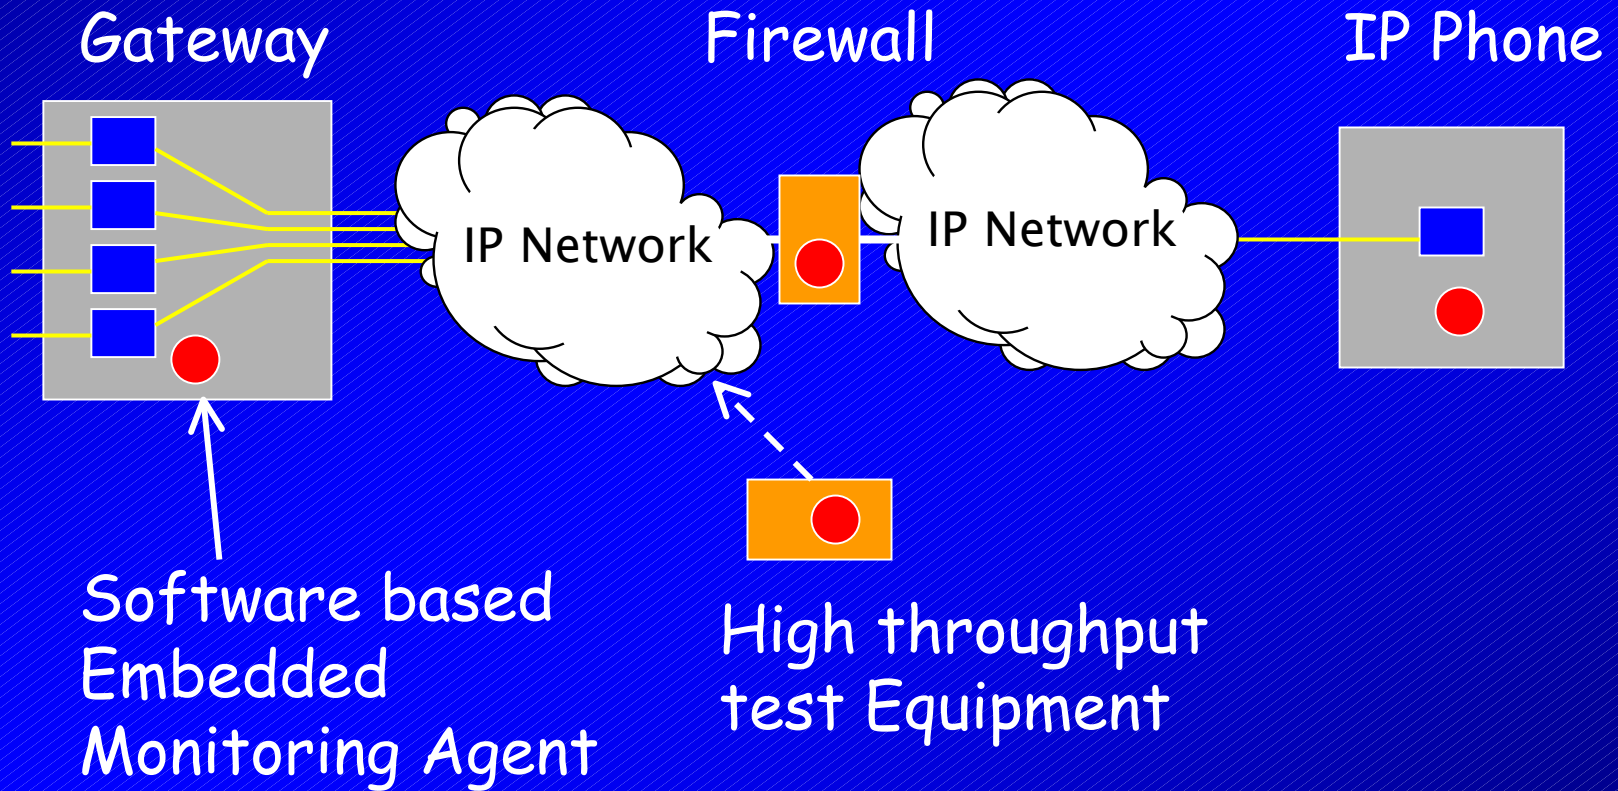 Gateway
Firewall
IP Phone
IP Network
IP Network
Software based
Embedded
Monitoring Agent
High throughput
test Equipment